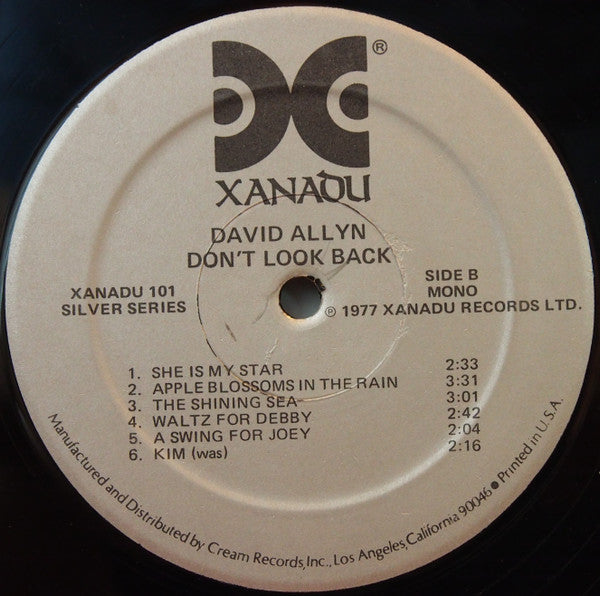 ®
XANADU
DAVID ALLYN
DON'T LOOK BACK
XANADU 101
SILVER SERIES
SIDE B
MONO
℗ 1977 XANADU RECORDS LTD.
1. SHE IS MY STAR 2:33
2. APPLE BLOSSOMS IN THE RAIN 3:31
3. THE SHINING SEA 3:01
4. WALTZ FOR DEBBY 2:42
5. A SWING FOR JOEY 2:04
6. KIM (was) 2:16
Manufactured and Distributed by Cream Records, Inc., Los Angeles, California 90046 ● Printed in U.S.A.